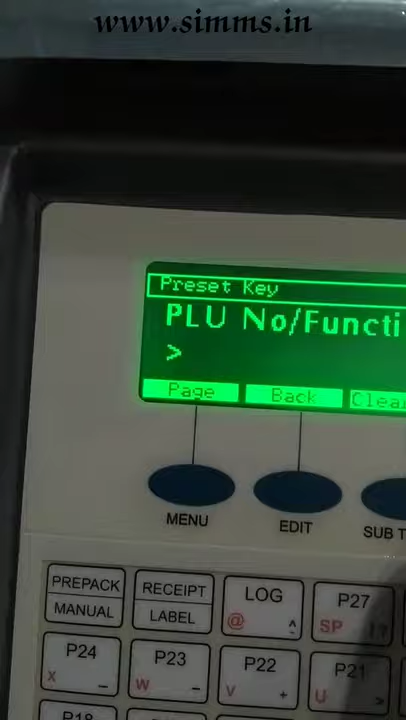 www.simms.in
Preset Key
PLU No/Functi
>
Page Back Clear
MENU EDIT SUB T
PREPACK RECEIPT LOG P27
MANUAL LABEL @ ^ SP
P24 P23 P22 P21
X – W – V + U >
P18